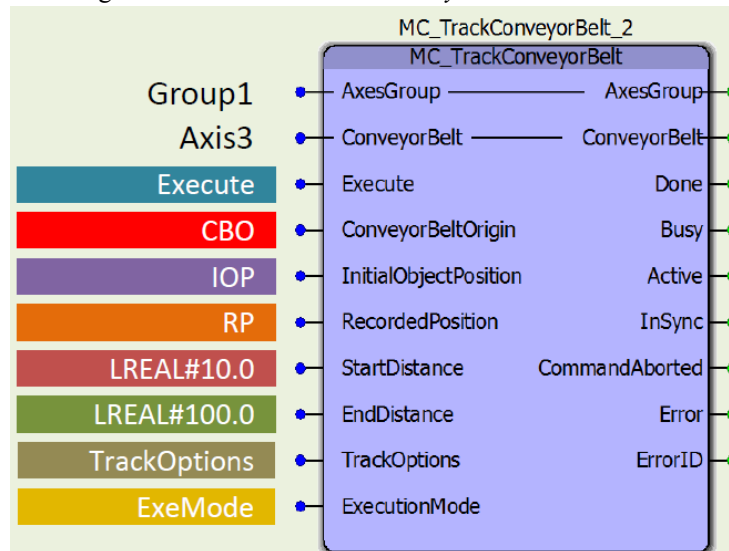 MC_TrackConveyorBelt_2
MC_TrackConveyorBelt
Group1 AxesGroup AxesGroup
Axis3 ConveyorBelt ConveyorBelt
Execute Execute Done
CBO ConveyorBeltOrigin Busy
IOP InitialObjectPosition Active
RP RecordedPosition InSync
LREAL#10.0 StartDistance CommandAborted
LREAL#100.0 EndDistance Error
TrackOptions TrackOptions ErrorID
ExeMode ExecutionMode